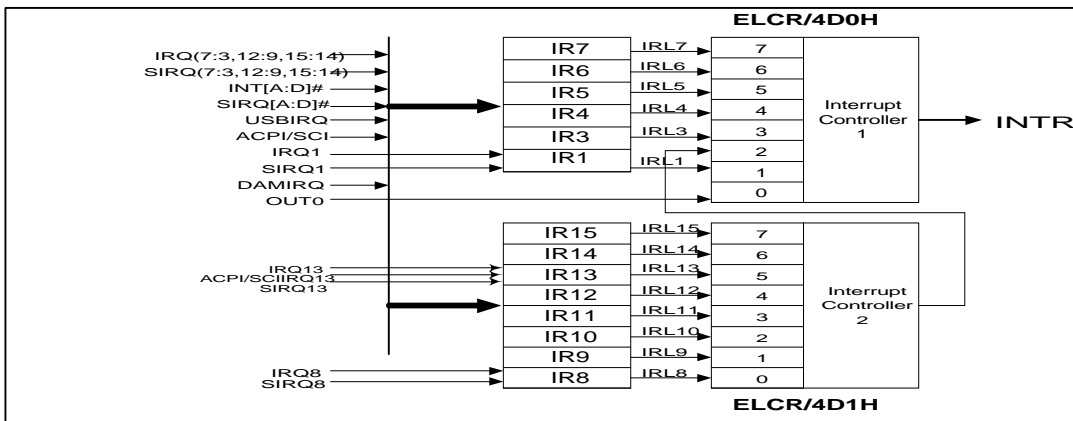 ELCR/4D0H
IRQ(7:3,12:9,15:14)
SIRQ(7:3,12:9,15:14)
INT[A:D]#
SIRQ[A:D]#
USBIRQ
ACPI/SCI
IRQ1
SIRQ1
DAMIRQ
OUT0
IR7
IR6
IR5
IR4
IR3
IR1
IRL7
IRL6
IRL5
IRL4
IRL3
IRL1
7
6
5
4
3
2
1
0
Interrupt
Controller
1
INTR
IRQ13
ACPI/SCIIRQ13
SIRQ13
IRQ8
SIRQ8
IR15
IR14
IR13
IR12
IR11
IR10
IR9
IR8
IRL15
IRL14
IRL13
IRL12
IRL11
IRL10
IRL9
IRL8
7
6
5
4
3
2
1
0
Interrupt
Controller
2
ELCR/4D1H